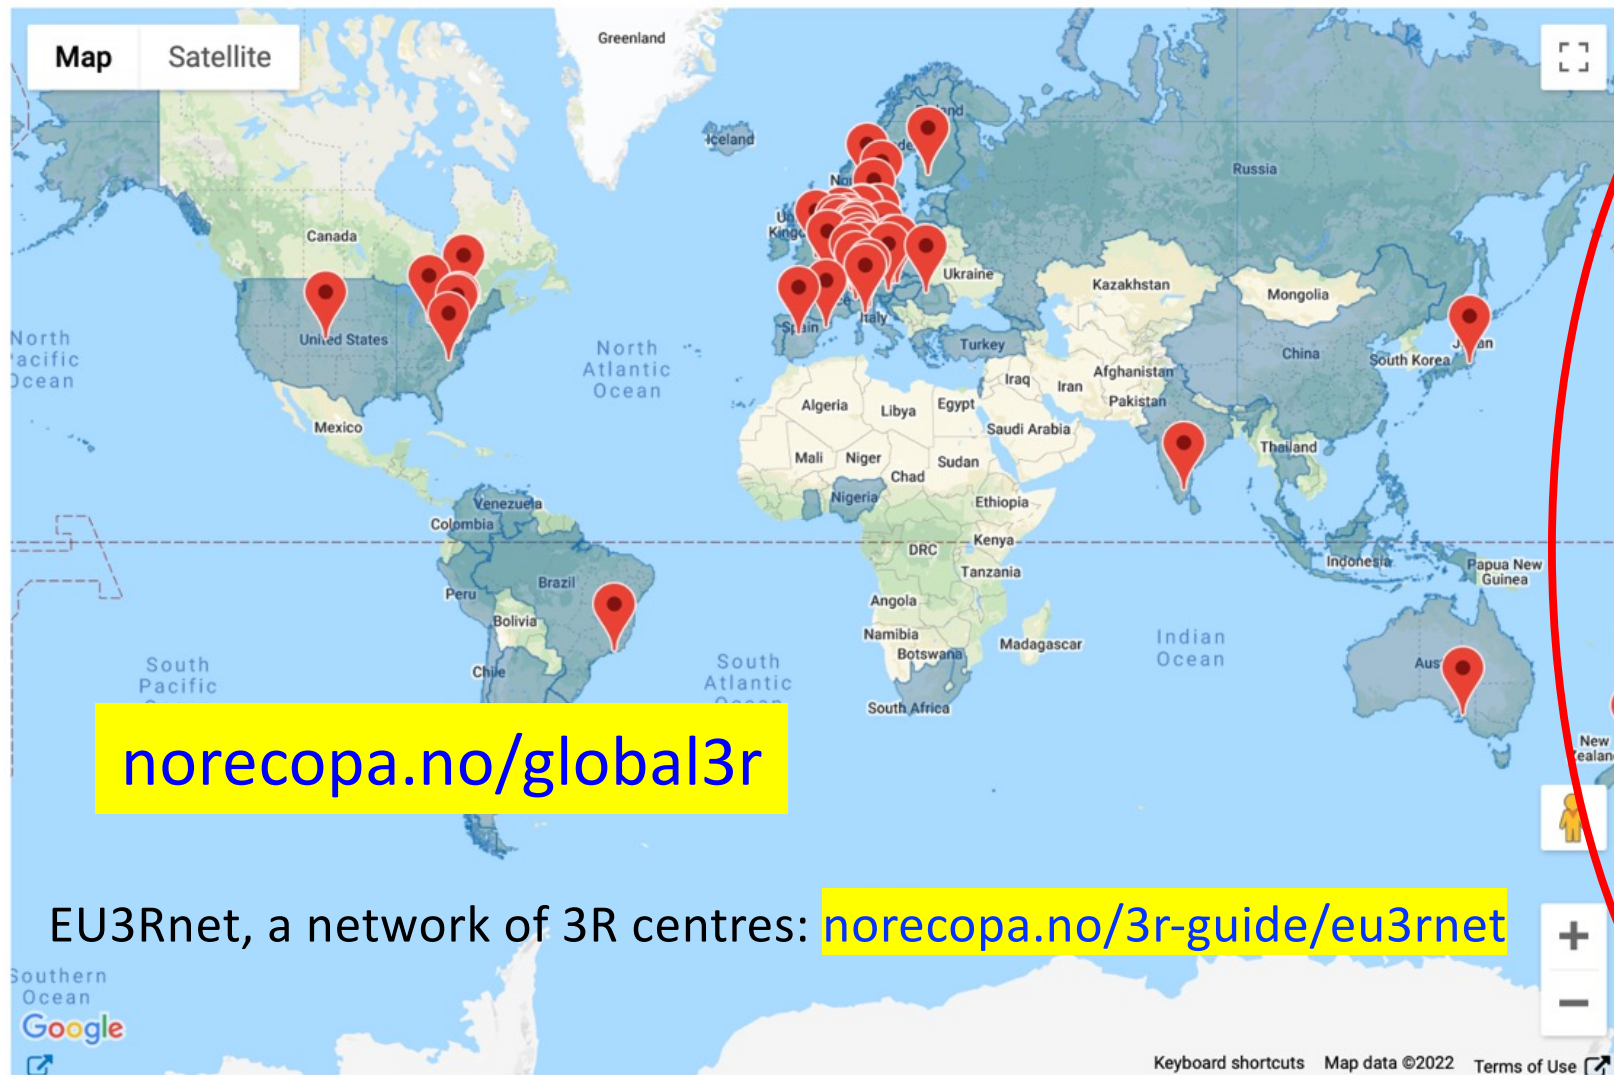 Map
Satellite
Greenland
Iceland
Russia
Canada
Ukraine
Kazakhstan
Mongolia
United States
North
Atlantic
Ocean
Spain
Italy
Turkey
China
South Korea
Iraq
Iran
Afghanistan
Pakistan
Algeria
Libya
Egypt
Saudi Arabia
Mexico
Thailand
Mali
Niger
Chad
Sudan
Nigeria
Ethiopia
Venezuela
Colombia
DRC
Kenya
Tanzania
Indonesia
Papua New
Guinea
Peru
Brazil
Bolivia
Angola
Namibia
Botswana
Madagascar
Indian
Ocean
South
Pacific
Chile
South
Atlantic
Ocean
South Africa
New
norecopa.no/global3r
EU3Rnet, a network of 3R centres: norecopa.no/3r-guide/eu3rnet
Southern
Ocean
Google
Keyboard shortcuts Map data ©2022 Terms of Use